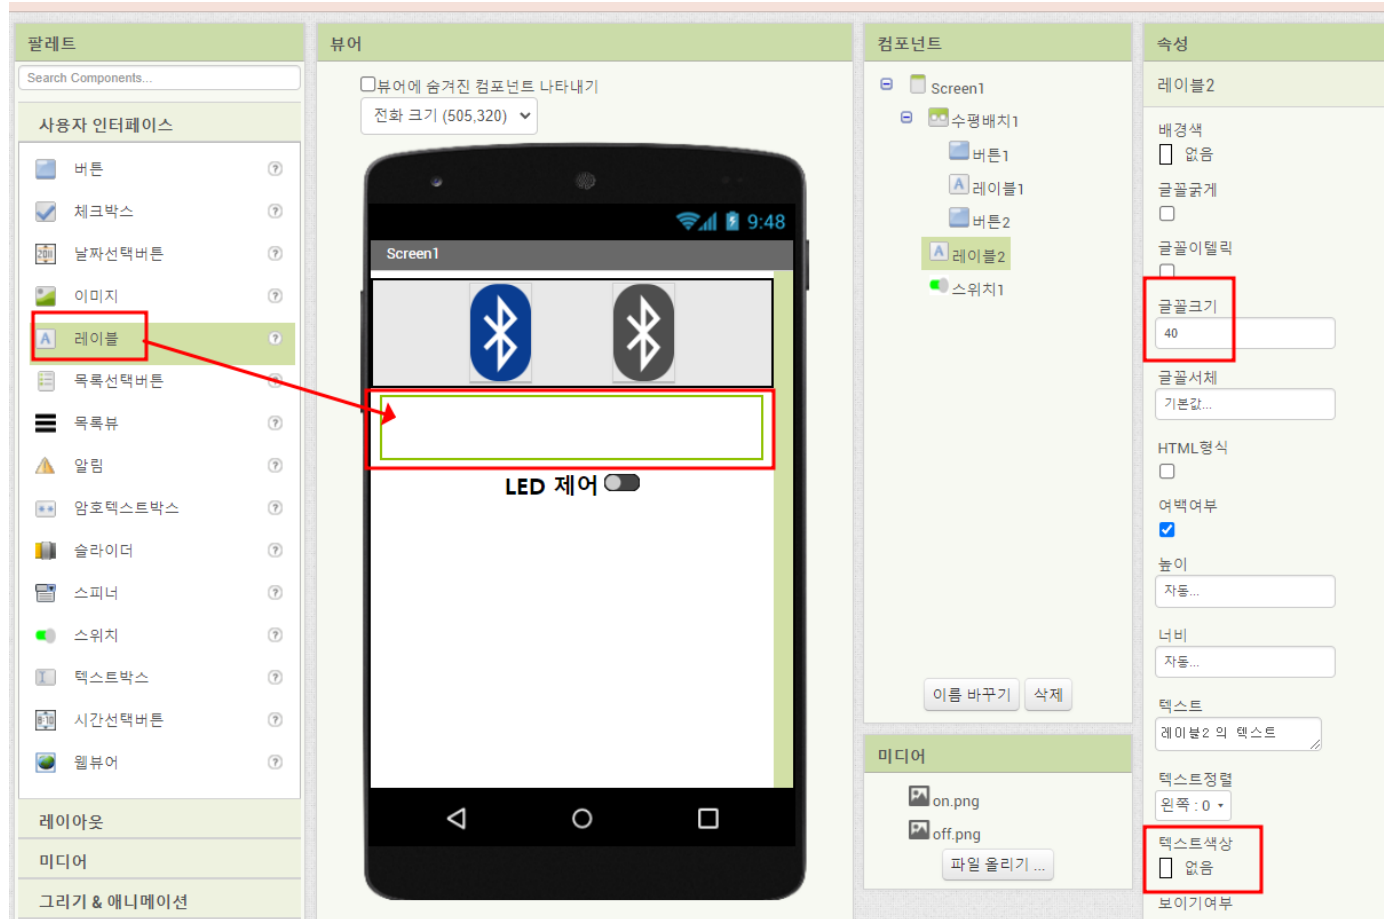 팔레트
Search Components...
사용자 인터페이스
버튼
체크박스
날짜선택버튼
이미지
레이블
목록선택버튼
목록뷰
알림
암호텍스트박스
슬라이더
스피너
스위치
텍스트박스
시간선택버튼
웹뷰어
레이아웃
미디어
그리기 & 애니메이션
뷰어
뷰어에 숨겨진 컴포넌트 나타내기
전화 크기 (505,320)
9:48
Screen1
LED 제어
컴포넌트
Screen1
수평배치1
버튼1
레이블1
버튼2
레이블2
스위치1
이름 바꾸기 삭제
미디어
on.png
off.png
파일 올리기 ...
속성
레이블2
배경색
없음
글꼴굵게
글꼴이텔릭
글꼴크기
40
글꼴서체
기본값...
HTML형식
여백여부
높이
자동...
너비
자동...
텍스트
레이블2 의 텍스트
텍스트정렬
왼쪽 : 0
텍스트색상
없음
보이기여부